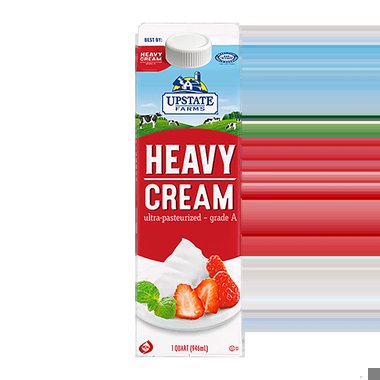 BEST BY:
HEAVY
CREAM
UPSTATE
FARMS
HEAVY
CREAM
ultra-pasteurized - grade A
1 QUART (946mL)